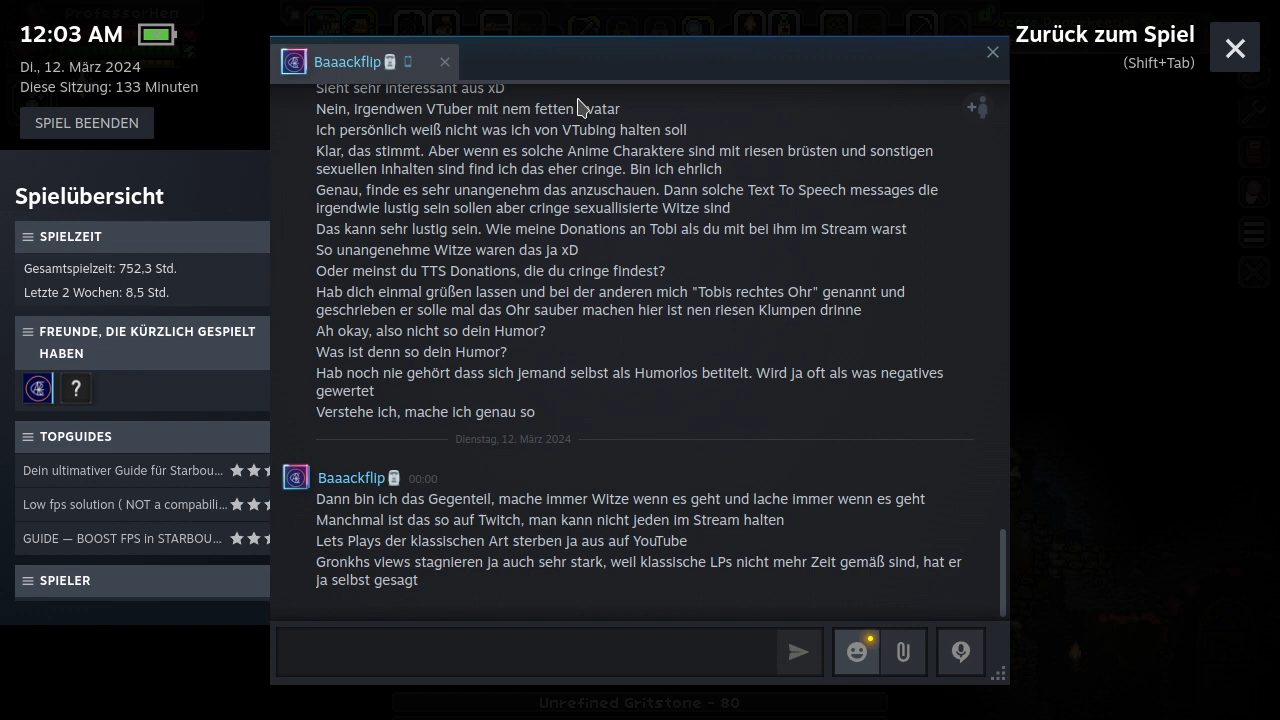 ProfessorHen
12:03 AM
Di., 12. März 2024
Diese Sitzung: 133 Minuten
SPIEL BEENDEN
Zurück zum Spiel
(Shift+Tab)
Spielübersicht
SPIELZEIT
Gesamtspielzeit: 752,3 Std.
Letzte 2 Wochen: 8,5 Std.
FREUNDE, DIE KÜRZLICH GESPIELT
HABEN
?
TOPGUIDES
Dein ultimativer Guide für Starbou...
Low fps solution ( NOT a compabili...
GUIDE — BOOST FPS in STARBOU...
SPIELER
Baaackflip
Sieht sehr interessant aus xD
Nein, irgendwen VTuber mit nem fetten Avatar
Ich persönlich weiß nicht was ich von VTubing halten soll
Klar, das stimmt. Aber wenn es solche Anime Charaktere sind mit riesen brüsten und sonstigen
sexuellen Inhalten sind find ich das eher cringe. Bin ich ehrlich
Genau, finde es sehr unangenehm das anzuschauen. Dann solche Text To Speech messages die
irgendwie lustig sein sollen aber cringe sexuallisierte Witze sind
Das kann sehr lustig sein. Wie meine Donations an Tobi als du mit bei ihm im Stream warst
So unangenehme Witze waren das ja xD
Oder meinst du TTS Donations, die du cringe findest?
Hab dich einmal grüßen lassen und bei der anderen mich "Tobis rechtes Ohr" genannt und
geschrieben er solle mal das Ohr sauber machen hier ist nen riesen Klumpen drinne
Ah okay, also nicht so dein Humor?
Was ist denn so dein Humor?
Hab noch nie gehört dass sich jemand selbst als Humorlos betitelt. Wird ja oft als was negatives
gewertet
Verstehe ich, mache ich genau so
Dienstag, 12. März 2024
Baaackflip 00:00
Dann bin ich das Gegenteil, mache immer Witze wenn es geht und lache immer wenn es geht
Manchmal ist das so auf Twitch, man kann nicht jeden im Stream halten
Lets Plays der klassischen Art sterben ja aus auf YouTube
Gronkhs views stagnieren ja auch sehr stark, weil klassische LPs nicht mehr Zeit gemäß sind, hat er
ja selbst gesagt
Unrefined Gritstone - 80